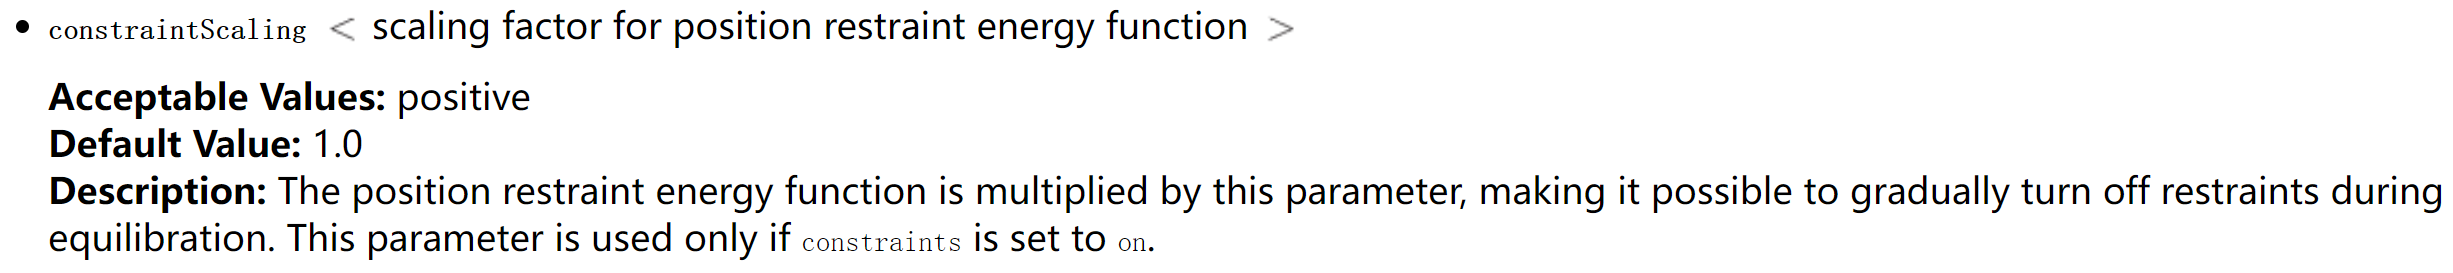 • constraintScaling < scaling factor for position restraint energy function >
Acceptable Values: positive
Default Value: 1.0
Description: The position restraint energy function is multiplied by this parameter, making it possible to gradually turn off restraints during
equilibration. This parameter is used only if constraints is set to on.